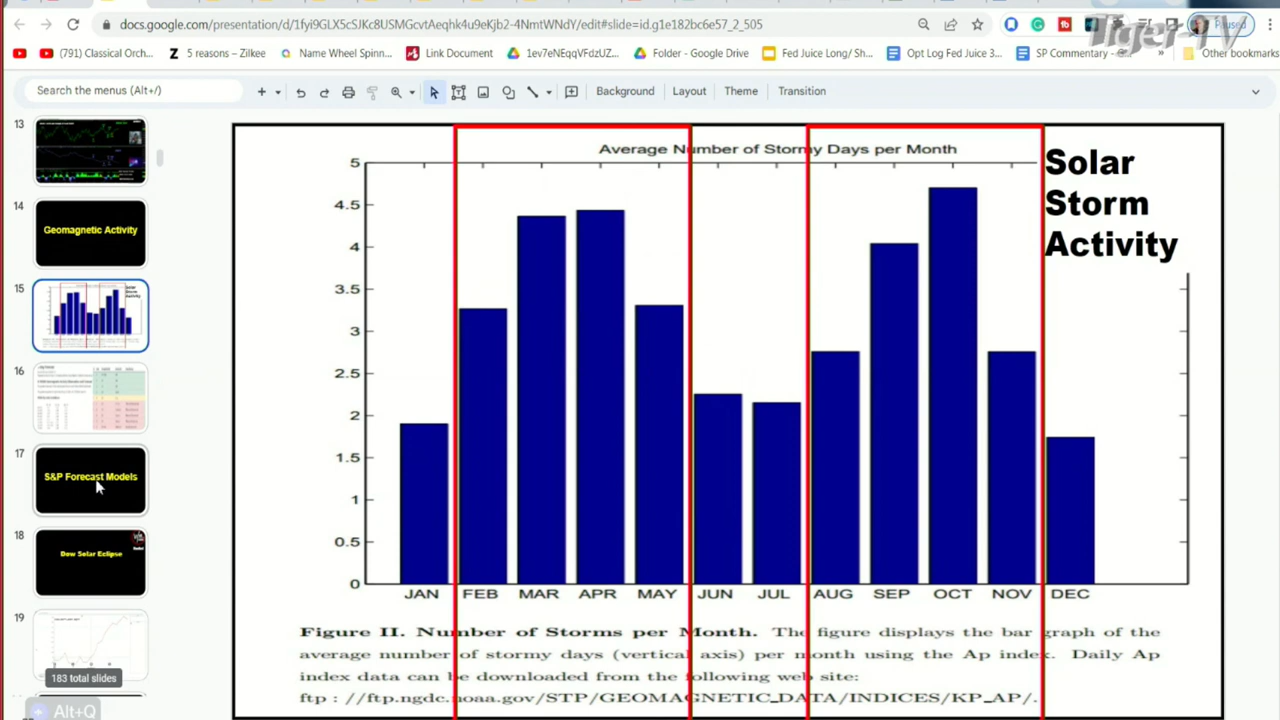 docs.google.com/presentation/d/1fyi9GLX5cSJKc8USMGcvtAeqhk4u9eKbJ2-4NmtWNdY/edit#slide=id.g1e182bc6e57_2_505
Paused
Tiger-TV
(791) Classical Orch...
5 reasons – Zilkee
Name Wheel Spinn...
Link Document
1ev7eNEqqVFdzUZ...
Folder - Google Drive
Fed Juice Long/ Sh...
Opt Log Fed Juice 3...
SP Commentary -
»
Other bookmarks
Search the menus (Alt+/)
Background
Layout
Theme
Transition
13
14
Geomagnetic Activity
15
16
17
S&P Forecast Models
18
Dow Solar Eclipse
19
183 total slides
Alt+Q
Average Number of Stormy Days per Month
Solar
Storm
Activity
5
4.5
4
3.5
3
2.5
2
1.5
1
0.5
0
JAN FEB MAR APR MAY JUN JUL AUG SEP OCT NOV DEC
Figure II. Number of Storms per Month. The figure displays the bar graph of the
average number of stormy days (vertical axis) per month using the Ap index. Daily Ap
index data can be downloaded from the following web site:
ftp : //ftp.ngdc.noaa.gov/STP/GEOMAGNETIC_DATA/INDICES/KP_AP/.